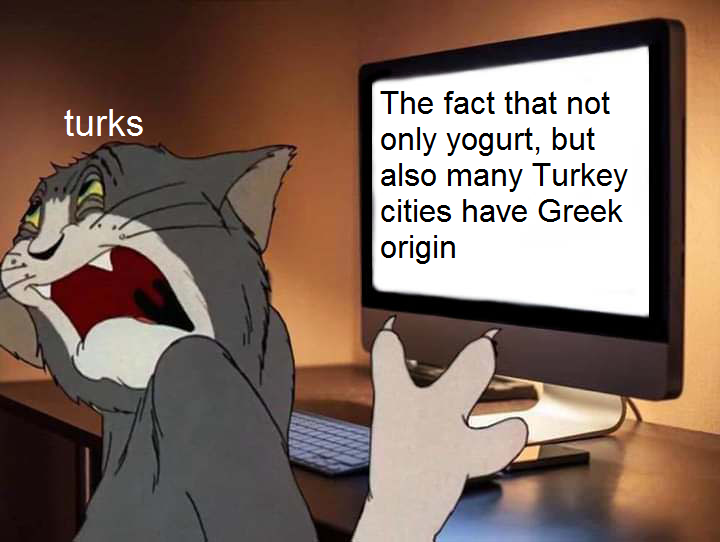 turks
The fact that not
only yogurt, but
also many Turkey
cities have Greek
origin